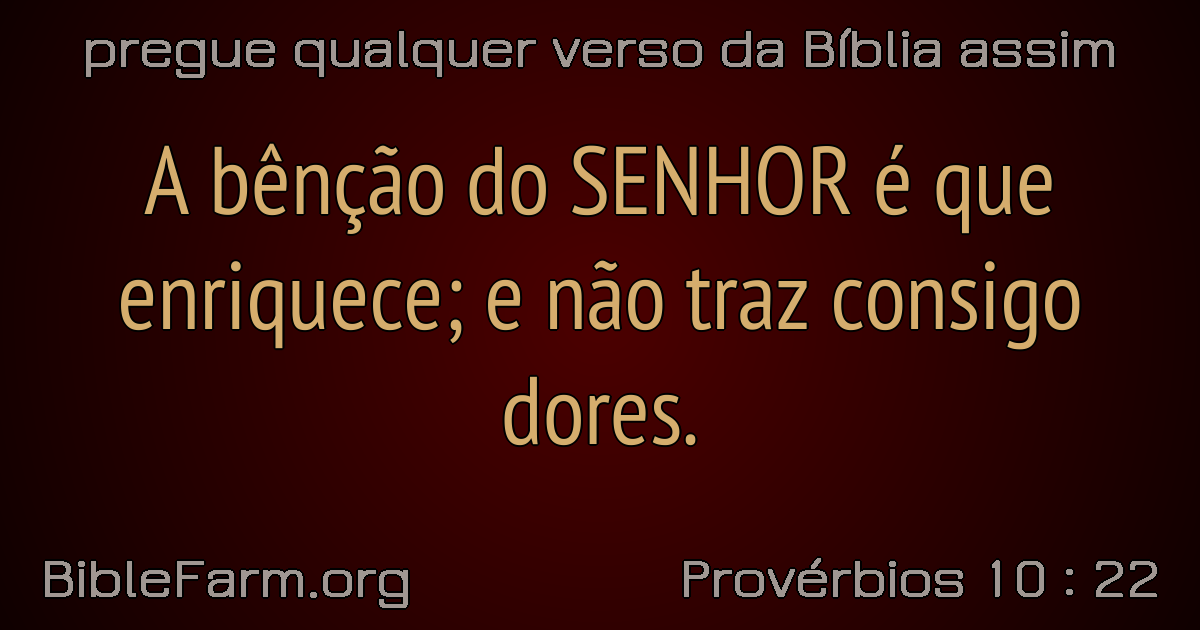 pregue qualquer verso da Bíblia assim
A bênção do SENHOR é que
enriquece; e não traz consigo
dores.
BibleFarm.org
Provérbios 10 : 22